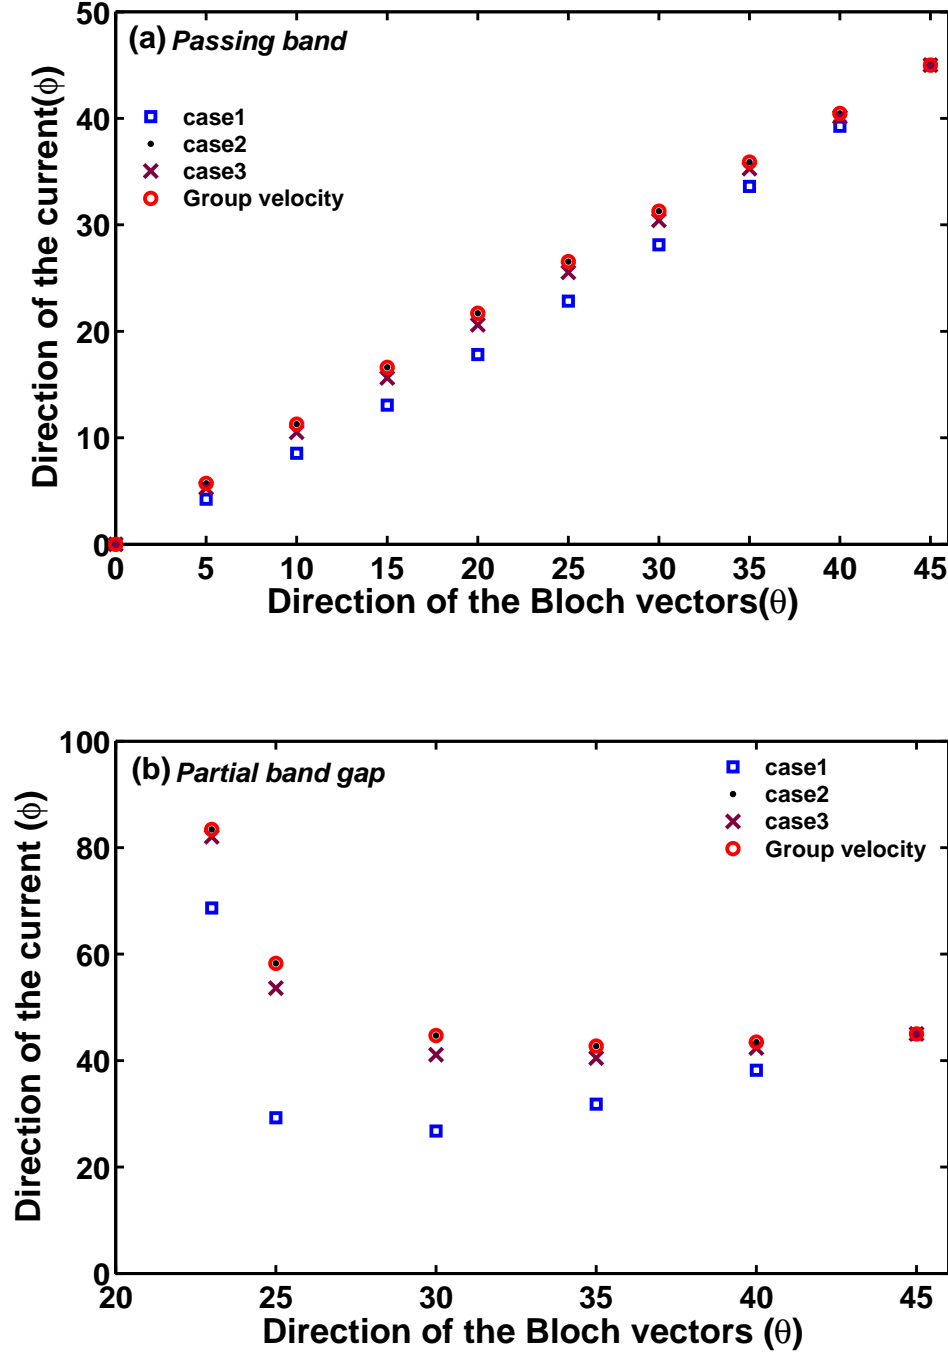 (a) Passing band
case1
case2
case3
Group velocity
Direction of the current(ϕ)
50
40
30
20
10
0
0 5 10 15 20 25 30 35 40 45
Direction of the Bloch vectors(θ)
(b) Partial band gap
case1
case2
case3
Group velocity
Direction of the current (ϕ)
100
80
60
40
20
0
20 25 30 35 40 45
Direction of the Bloch vectors (θ)